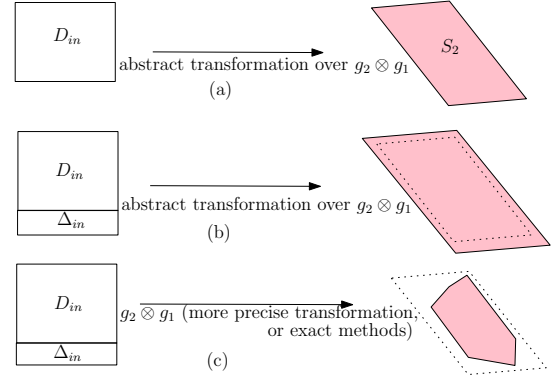 D_in
S_2
abstract transformation over g_2 ⊗ g_1
(a)
D_in
Δ_in
abstract transformation over g_2 ⊗ g_1
(b)
D_in
g_2 ⊗ g_1 (more precise transformation,
or exact methods)
Δ_in
(c)